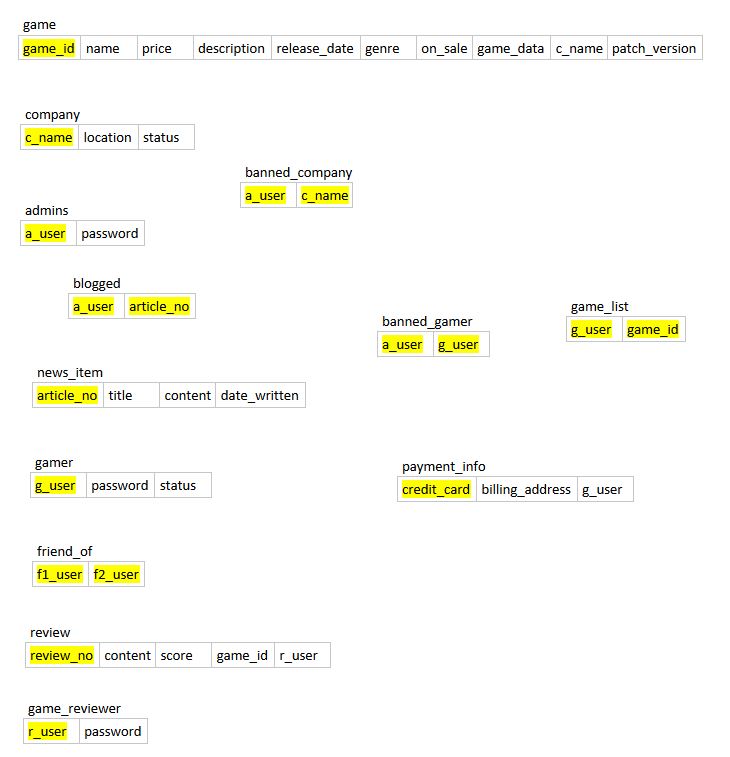 game
game_id name price description release_date genre on_sale game_data c_name patch_version
company
c_name location status
banned_company
a_user c_name
admins
a_user password
blogged
a_user article_no
game_list
g_user game_id
banned_gamer
a_user g_user
news_item
article_no title content date_written
gamer
g_user password status
payment_info
credit_card billing_address g_user
friend_of
f1_user f2_user
review
review_no content score game_id r_user
game_reviewer
r_user password